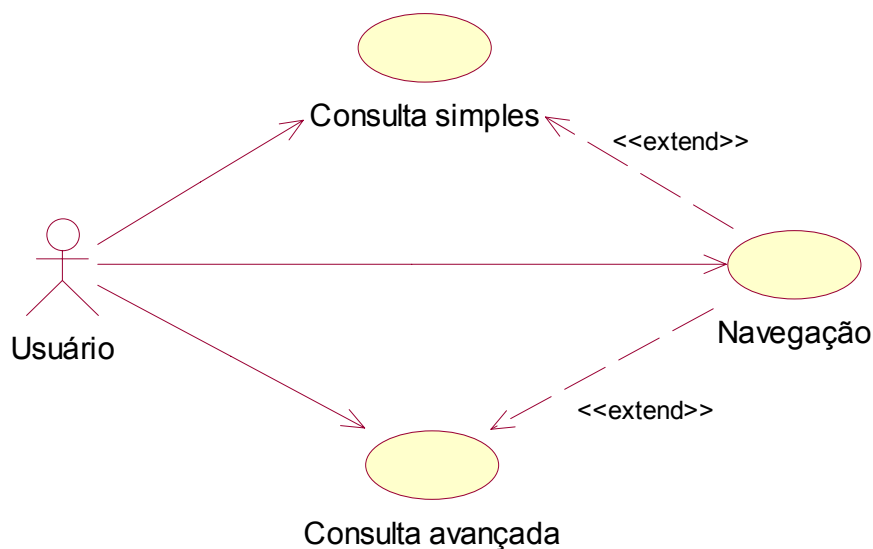 Consulta simples
<<extend>>
Usuário
Navegação
<<extend>>
Consulta avançada